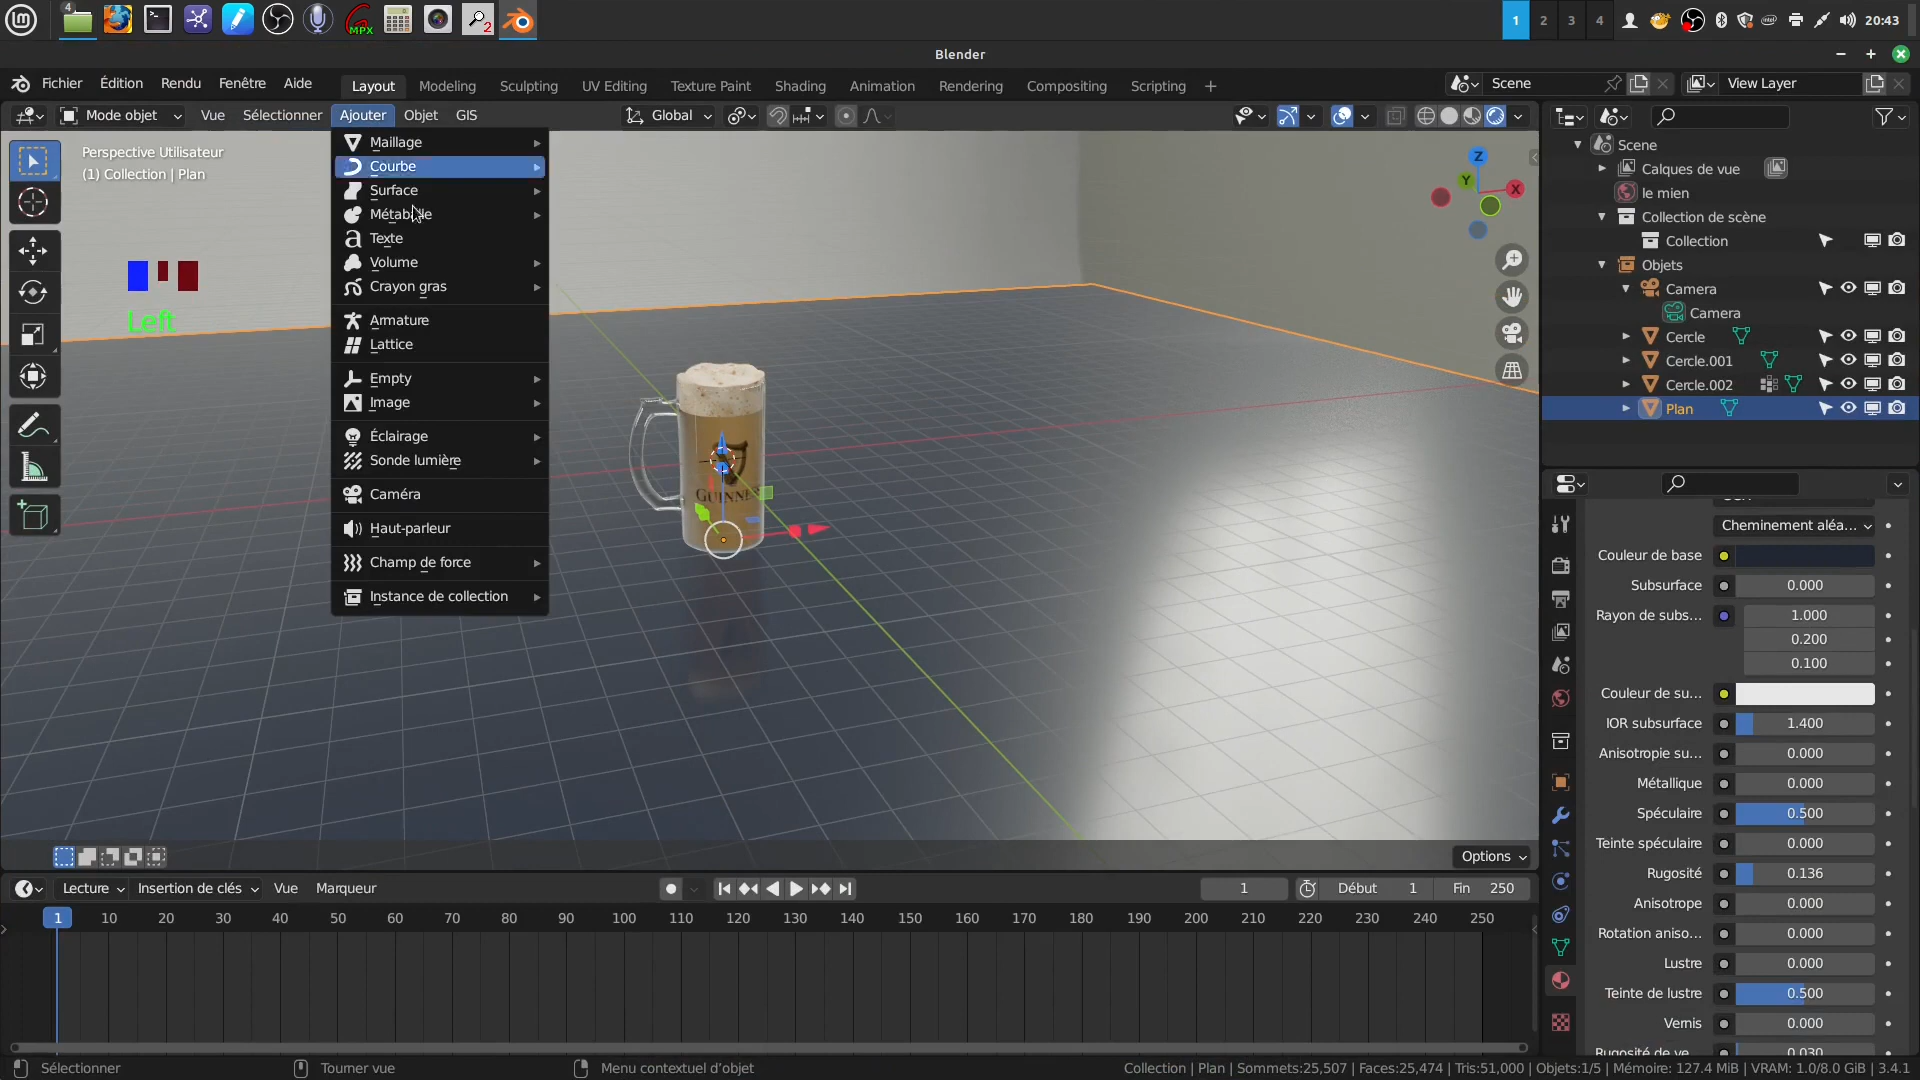 4
MPX
2
1
2
3
4
20:43
Blender
Fichier
Édition
Rendu
Fenêtre
Aide
Layout
Modeling
Sculpting
UV Editing
Texture Paint
Shading
Animation
Rendering
Compositing
Scripting
+
Scene
View Layer
Mode objet
Vue
Sélectionner
Ajouter
Objet
GIS
Global
Perspective Utilisateur
(1) Collection | Plan
Left
Maillage
Courbe
Surface
Texte
Volume
Crayon gras
Armature
Lattice
Empty
Image
Éclairage
Sonde lumière
Caméra
Haut-parleur
Champ de force
Instance de collection
Z
Y
X
Options
Scene
Calques de vue
le mien
Collection de scène
Collection
Objets
Camera
Camera
Cercle
Cercle.001
Cercle.002
Plan
Cheminement aléa...
Couleur de base
Subsurface 0.000
Rayon de subs... 1.000
0.200
0.100
Couleur de su...
IOR subsurface 1.400
Anisotropie su... 0.000
Métallique 0.000
Spéculaire 0.500
Teinte spéculaire 0.000
Rugosité 0.136
Anisotrope 0.000
Rotation aniso... 0.000
Lustre 0.000
Teinte de lustre 0.500
Vernis 0.000
Lecture
Insertion de clés
Vue
Marqueur
1
Début 1
Fin 250
1 10 20 30 40 50 60 70 80 90 100 110 120 130 140 150 160 170 180 190 200 210 220 230 240 250
Sélectionner
Tourner vue
Menu contextuel d'objet
Collection | Plan | Sommets:25,507 | Faces:25,474 | Tris:51,000 | Objets:1/5 | Mémoire: 127.4 MiB | VRAM: 1.0/8.0 GiB | 3.4.1